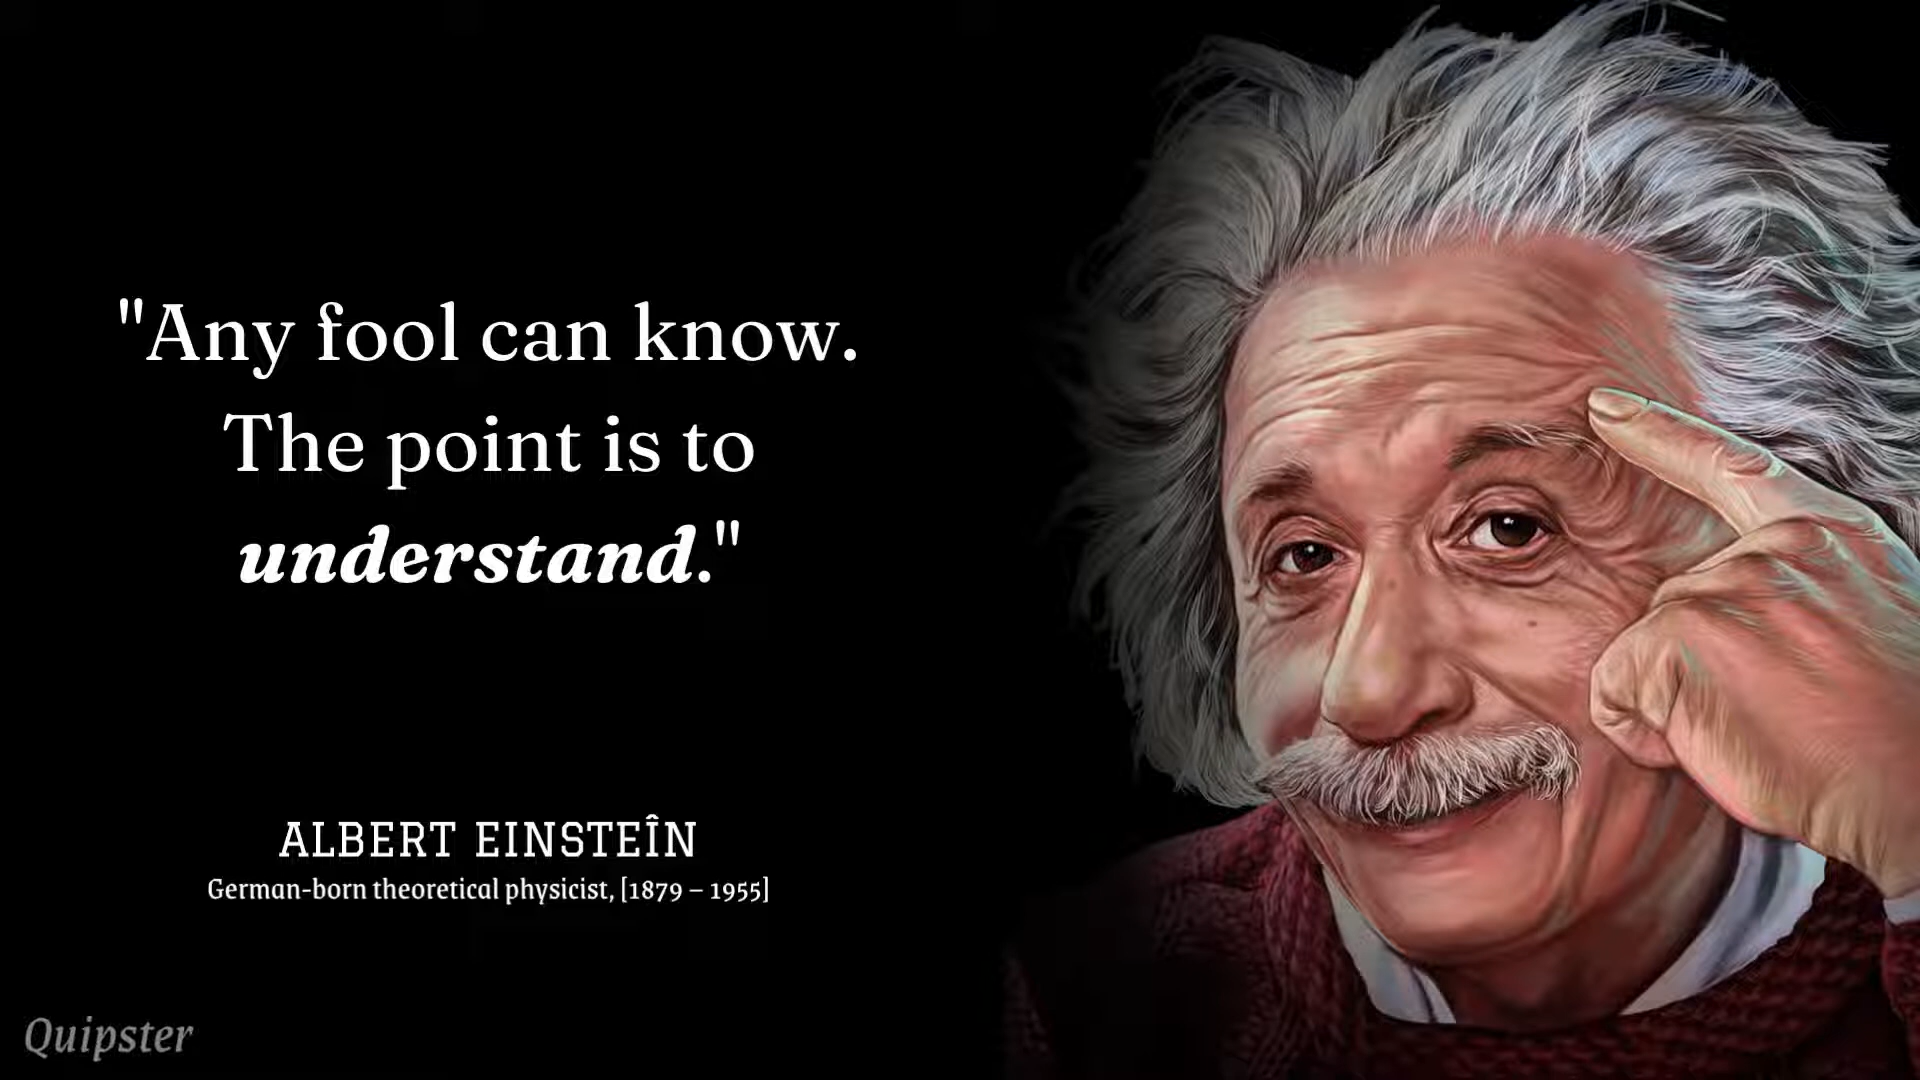 "Any fool can know.
The point is to
understand."
ALBERT EINSTEÎN
German-born theoretical physicist, [1879 – 1955]
Quipster